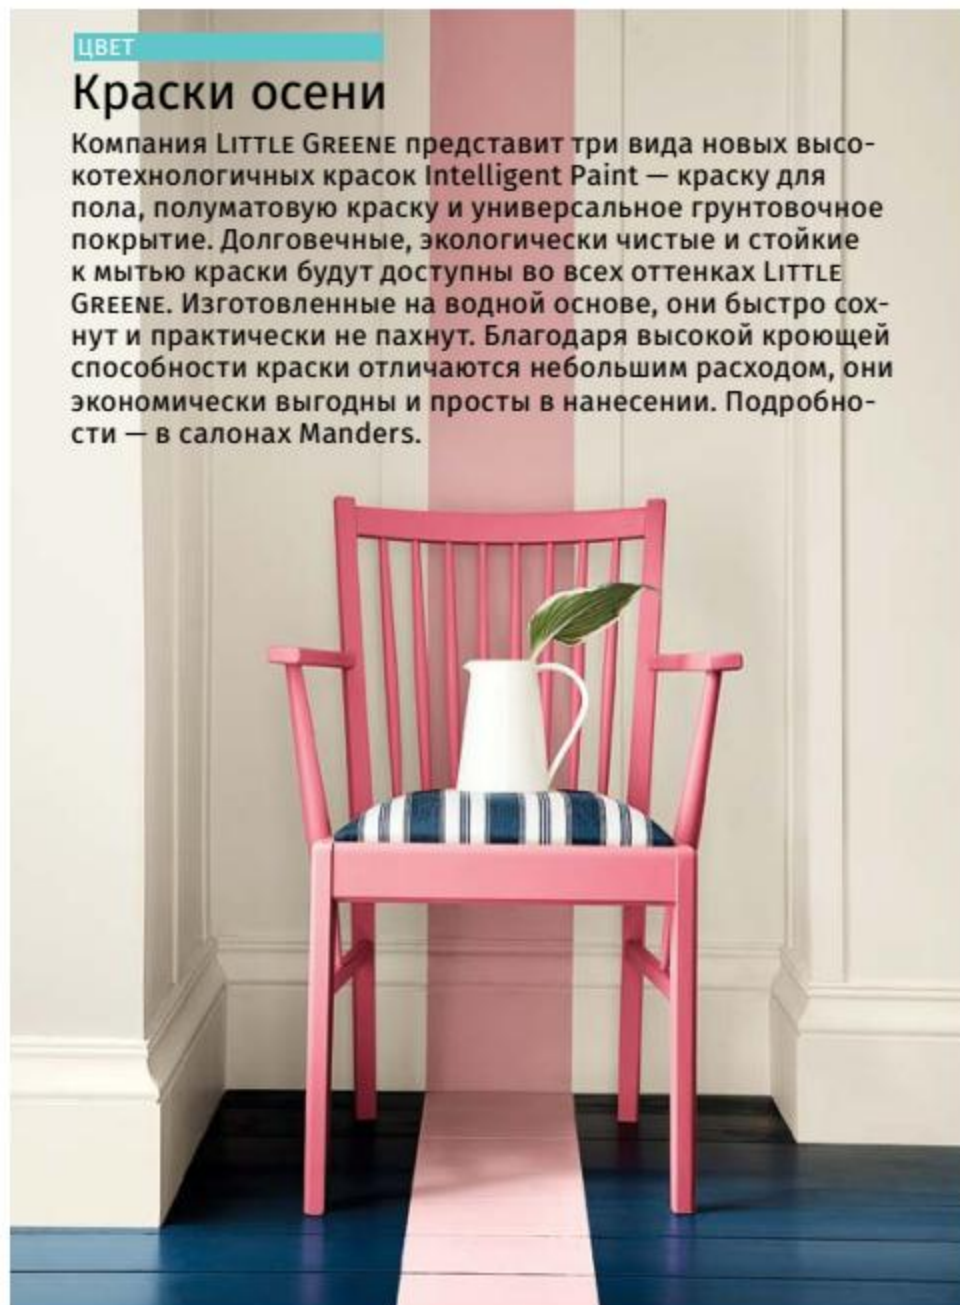 ЦВЕТ
Краски осени
Компания LITTLE GREENE представит три вида новых высо-
котехнологичных красок Intelligent Paint — краску для
пола, полуматовую краску и универсальное грунтовочное
покрытие. Долговечные, экологически чистые и стойкие
к мытью краски будут доступны во всех оттенках LITTLE
GREENE. Изготовленные на водной основе, они быстро сох-
нут и практически не пахнут. Благодаря высокой кроющей
способности краски отличаются небольшим расходом, они
экономически выгодны и просты в нанесении. Подробно-
сти — в салонах Manders.